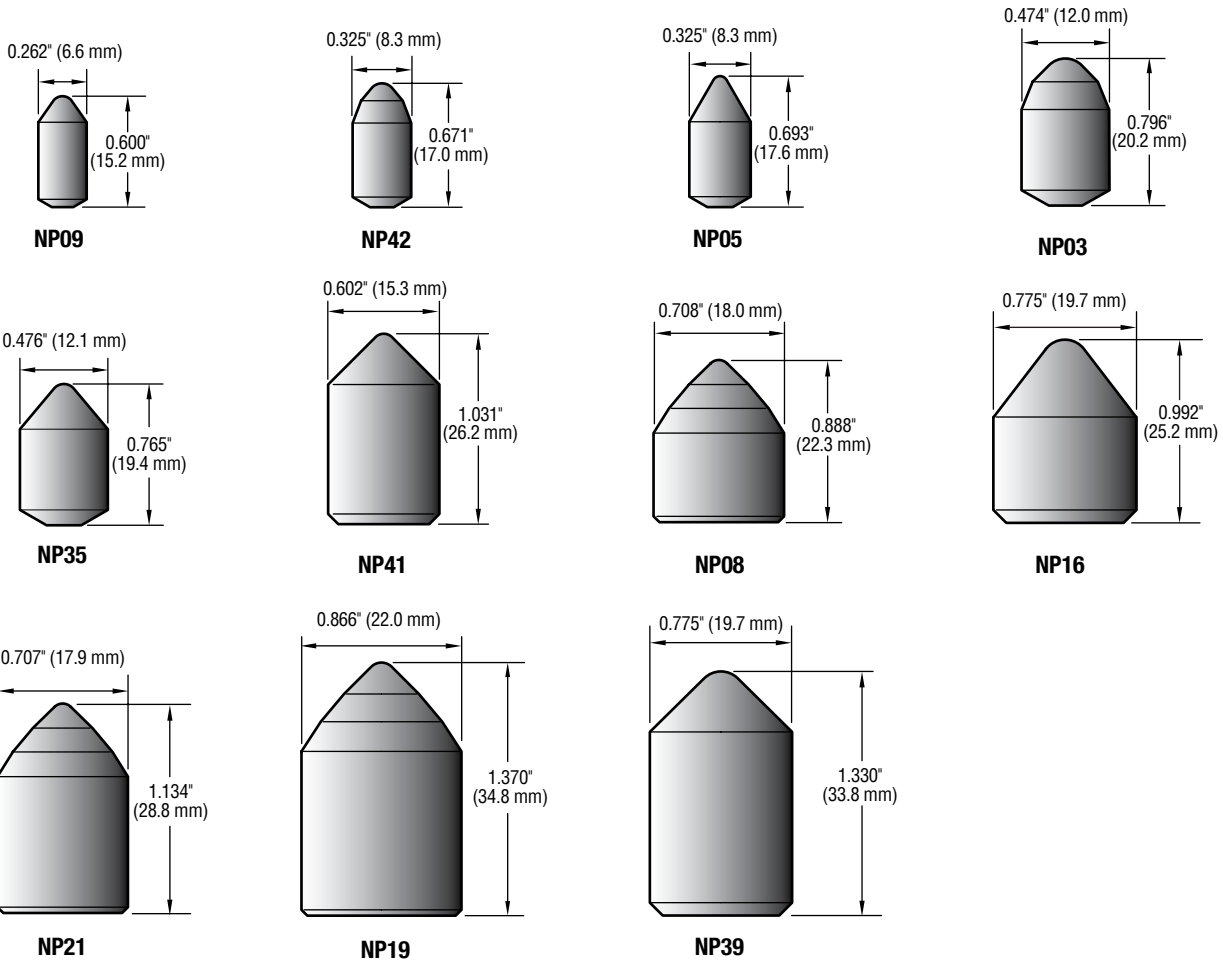 0.262" (6.6 mm)
0.600"
(15.2 mm)
NP09
0.325" (8.3 mm)
0.671"
(17.0 mm)
NP42
0.325" (8.3 mm)
0.693"
(17.6 mm)
NP05
0.474" (12.0 mm)
0.796"
(20.2 mm)
NP03
0.476" (12.1 mm)
0.765"
(19.4 mm)
NP35
0.602" (15.3 mm)
1.031"
(26.2 mm)
NP41
0.708" (18.0 mm)
0.888"
(22.3 mm)
NP08
0.775" (19.7 mm)
0.992"
(25.2 mm)
NP16
0.707" (17.9 mm)
1.134"
(28.8 mm)
NP21
0.866" (22.0 mm)
1.370"
(34.8 mm)
NP19
0.775" (19.7 mm)
1.330"
(33.8 mm)
NP39